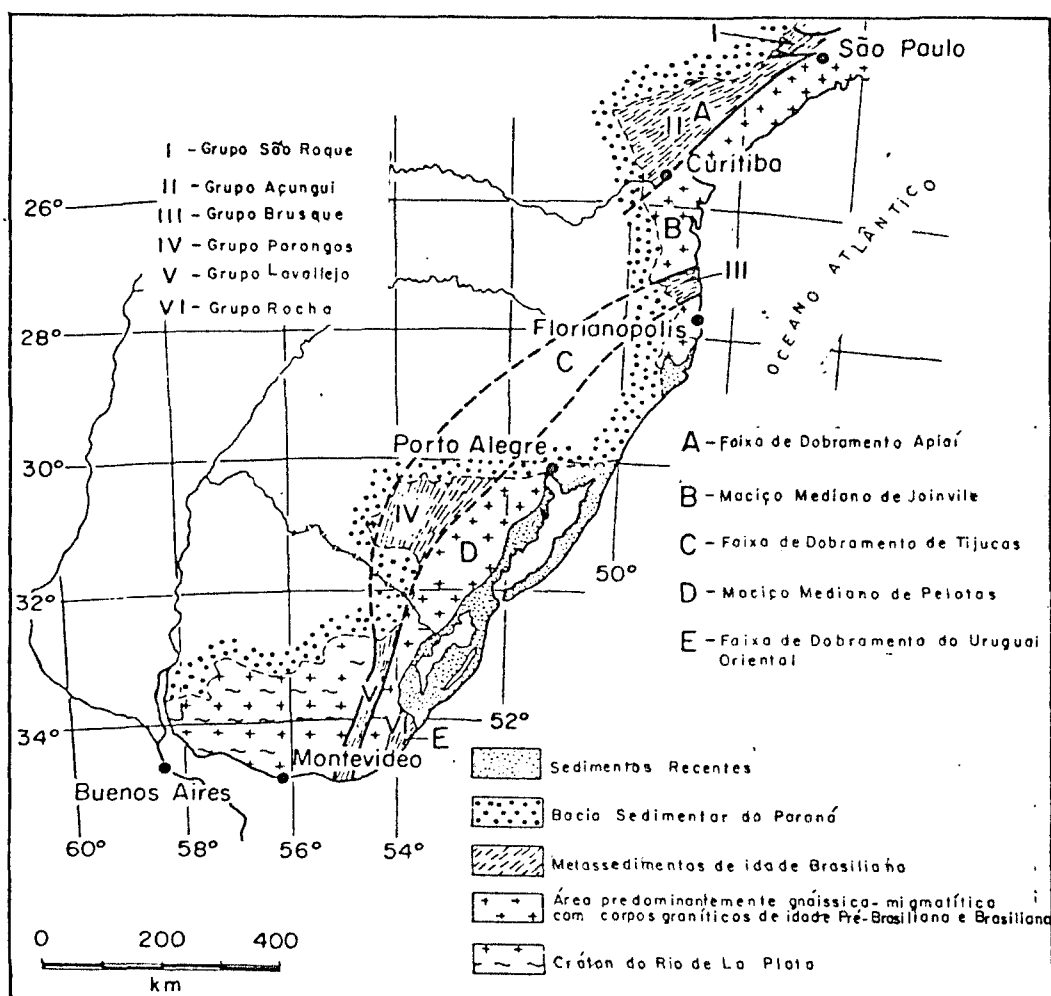 I
São Paulo
A
II
Curitiba
I - Grupo São Roque
II - Grupo Açungui
III - Grupo Brusque
IV - Grupo Porongos
V - Grupo Lavalleja
VI - Grupo Rocha
26°
B
III
OCEANO ATLÂNTICO
Florianopolis
28°
C
Porto Alegre
30°
IV
D
50°
32°
A - Faixa de Dobramento Apiaí
B - Maciço Mediano de Joinvile
C - Faixa de Dobramento de Tijucas
D - Maciço Mediano de Pelotas
E - Faixa de Dobramento do Uruguai
Oriental
V
V
E
52°
34°
Montevideo
Buenos Aires
60°
58°
56°
54°
Sedimentos Recentes
Bacia Sedimentar do Paraná
Metassedimentos de idade Brasiliana
Área predominantemente gnáissica-migmatítica
com corpos graníticos de idade Pré-Brasiliana e Brasiliana
Cráton do Rio de La Plata
0 200 400
km